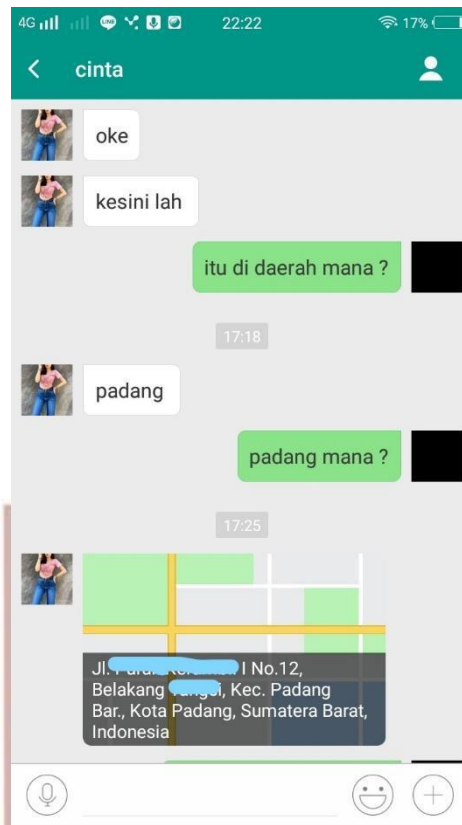 4G LINE 22:22 17%
cinta
oke
kesini lah
itu di daerah mana ?
17:18
padang
padang mana ?
17:25
Jl. I No.12,
Belakang , Kec. Padang
Bar., Kota Padang, Sumatera Barat,
Indonesia